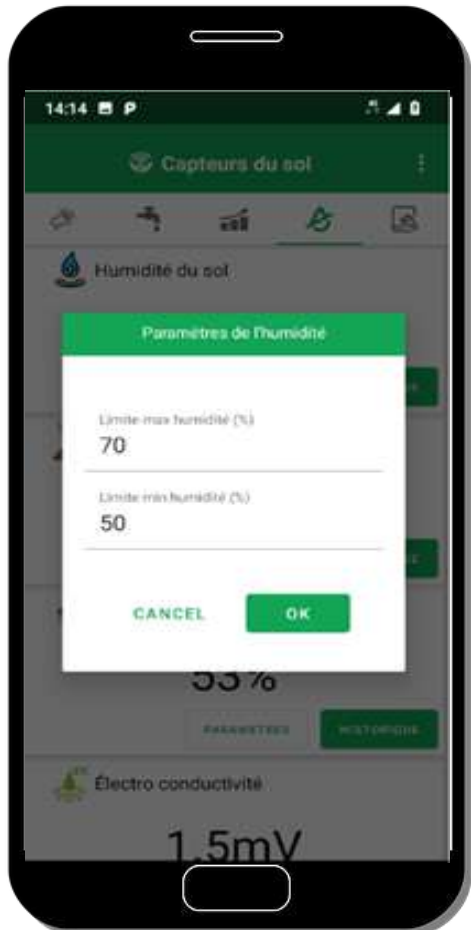 14:14
Capteurs du sol
Humidité du sol
Paramètres de l'humidité
Limite max humidité (%)
70
Limite min humidité (%)
50
CANCEL
OK
53%
PARAMETRES
HISTORIQUE
Électro conductivité
1.5mV